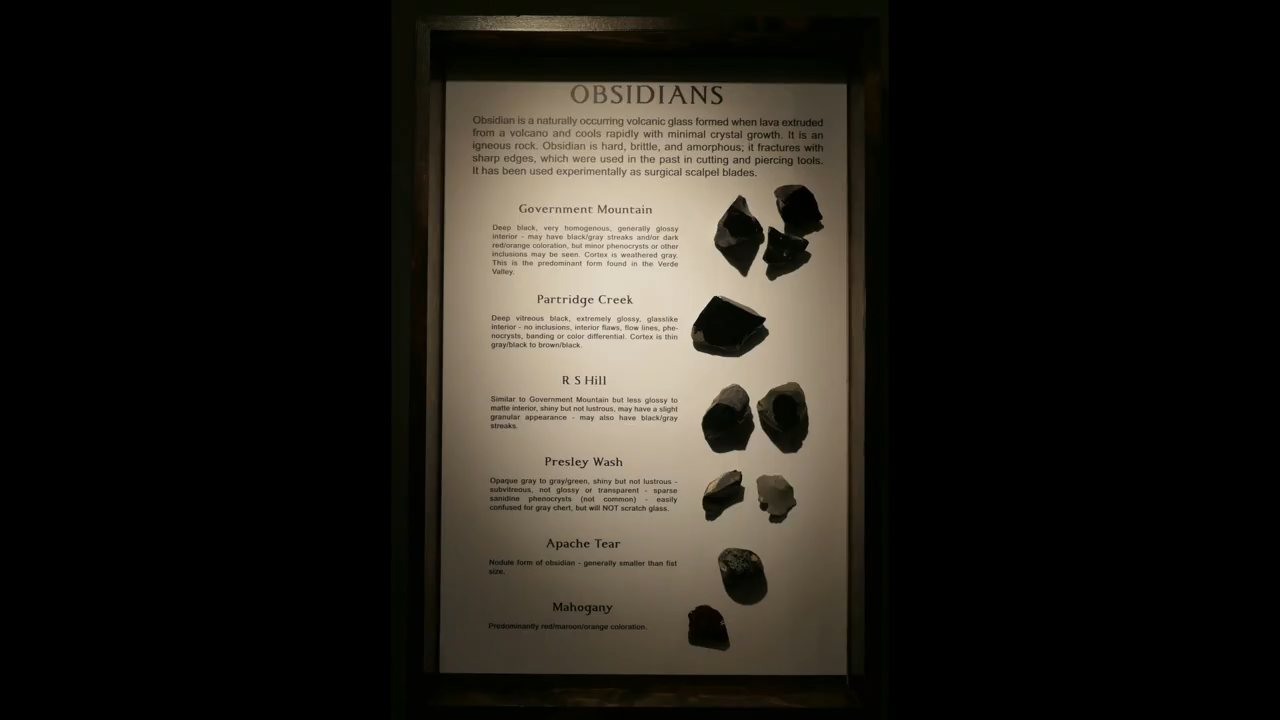 OBSIDIANS
Obsidian is a naturally occurring volcanic glass formed when lava extruded
from a volcano and cools rapidly with minimal crystal growth. It is an
igneous rock. Obsidian is hard, brittle, and amorphous; it fractures with
sharp edges, which were used in the past in cutting and piercing tools.
It has been used experimentally as surgical scalpel blades.
Government Mountain
Deep black, very homogenous, generally glossy
interior - may have black/gray streaks and/or dark
red/orange coloration, but minor phenocrysts or other
inclusions may be seen. Cortex is weathered gray.
This is the predominant form found in the Verde
Valley.
Partridge Creek
Deep vitreous black, extremely glossy, glasslike
interior - no inclusions, interior flaws, flow lines, phe-
nocrysts, banding or color differential. Cortex is thin
gray/black to brown/black.
R S Hill
Similar to Government Mountain but less glossy to
matte interior, shiny but not lustrous, may have a slight
granular appearance - may also have black/gray
streaks.
Presley Wash
Opaque gray to gray/green, shiny but not lustrous -
subvitreous, not glossy or transparent - sparse
sanidine phenocrysts (not common) - easily
confused for gray chert, but will NOT scratch glass.
Apache Tear
Nodule form of obsidian - generally smaller than fist
size.
Mahogany
Predominantly red/maroon/orange coloration.